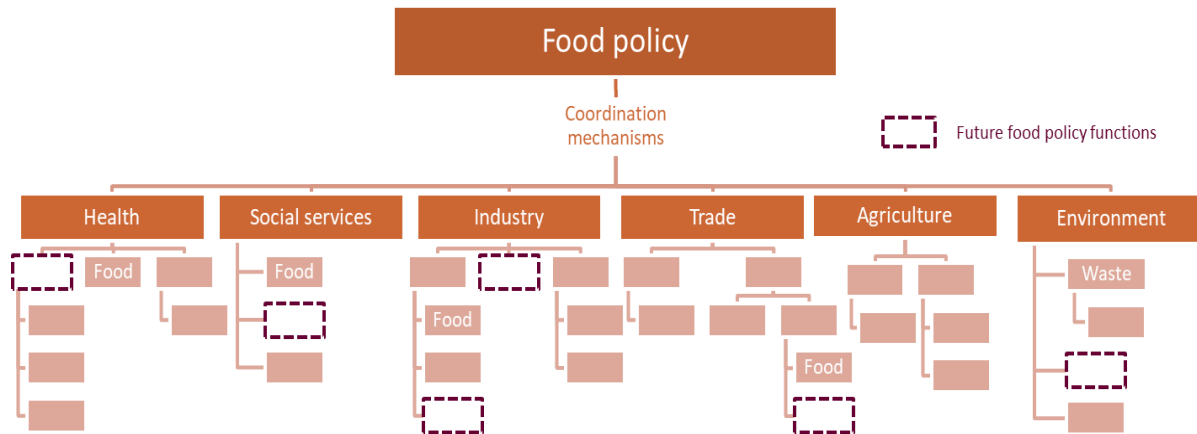 Food policy
Coordination
mechanisms
Future food policy functions
Health
Social services
Industry
Trade
Agriculture
Environment
Food
Food
Waste
Food
Food